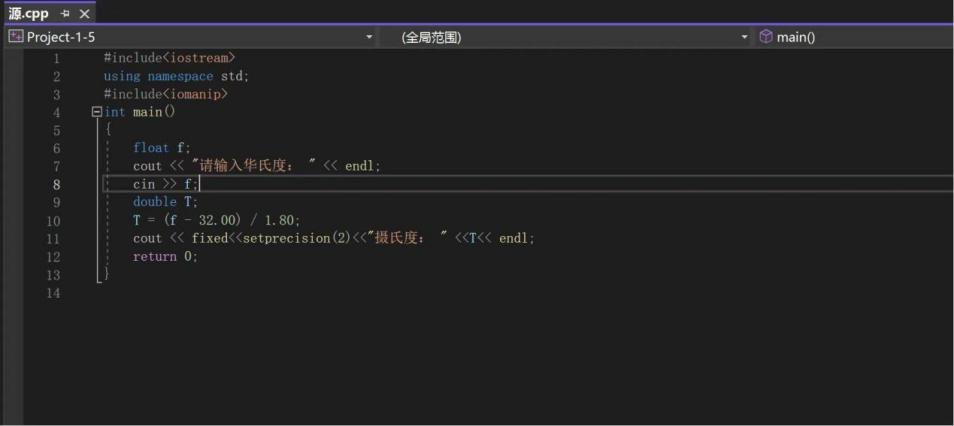 源.cpp
Project-1-5 (全局范围) main()
1 #include<iostream>
2 using namespace std;
3 #include<iomanip>
4 int main()
5 {
6 float f;
7 cout << "请输入华氏度： " << endl;
8 cin >> f;
9 double T;
10 T = (f - 32.00) / 1.80;
11 cout << fixed<<setprecision(2)<<"摄氏度： " <<T<< endl;
12 return 0;
13 }
14